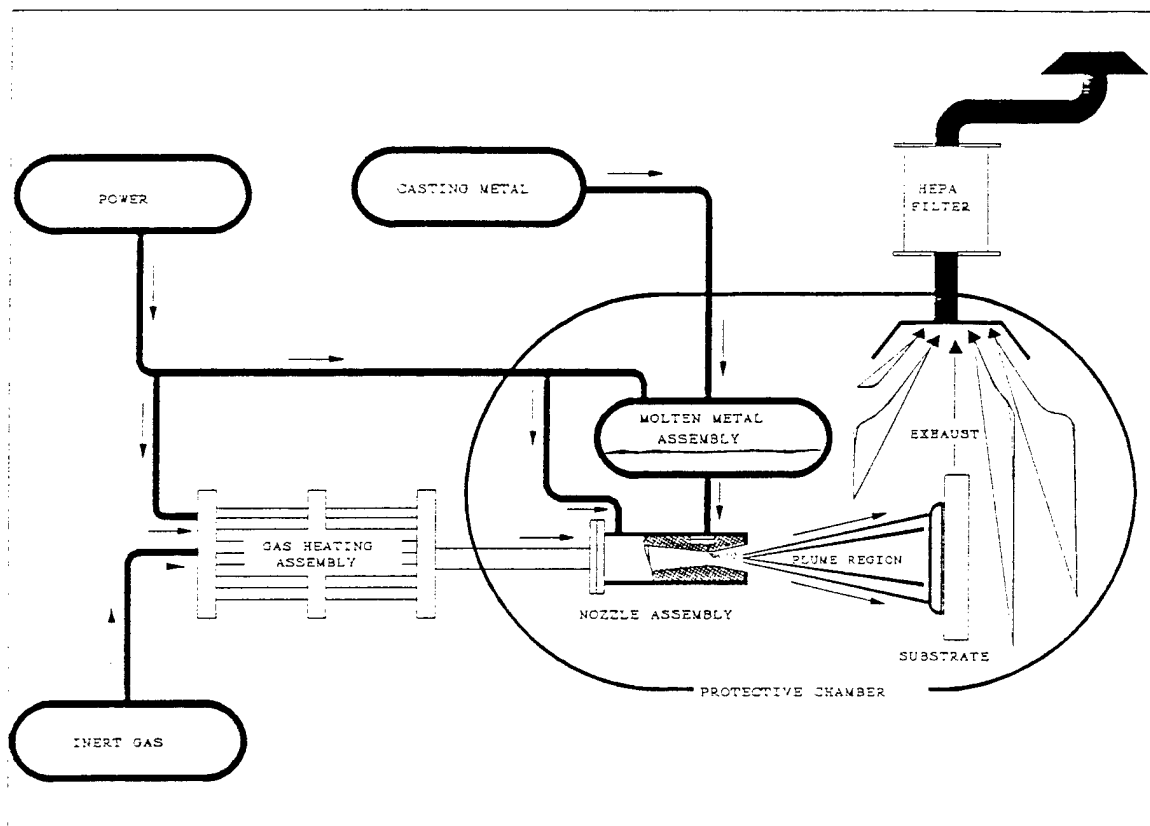 HEPA
FILTER
POWER
CASTING METAL
MOLTEN METAL
ASSEMBLY
EXHAUST
GAS HEATING
ASSEMBLY
PLUME REGION
NOZZLE ASSEMBLY
SUBSTRATE
PROTECTIVE CHAMBER
INERT GAS